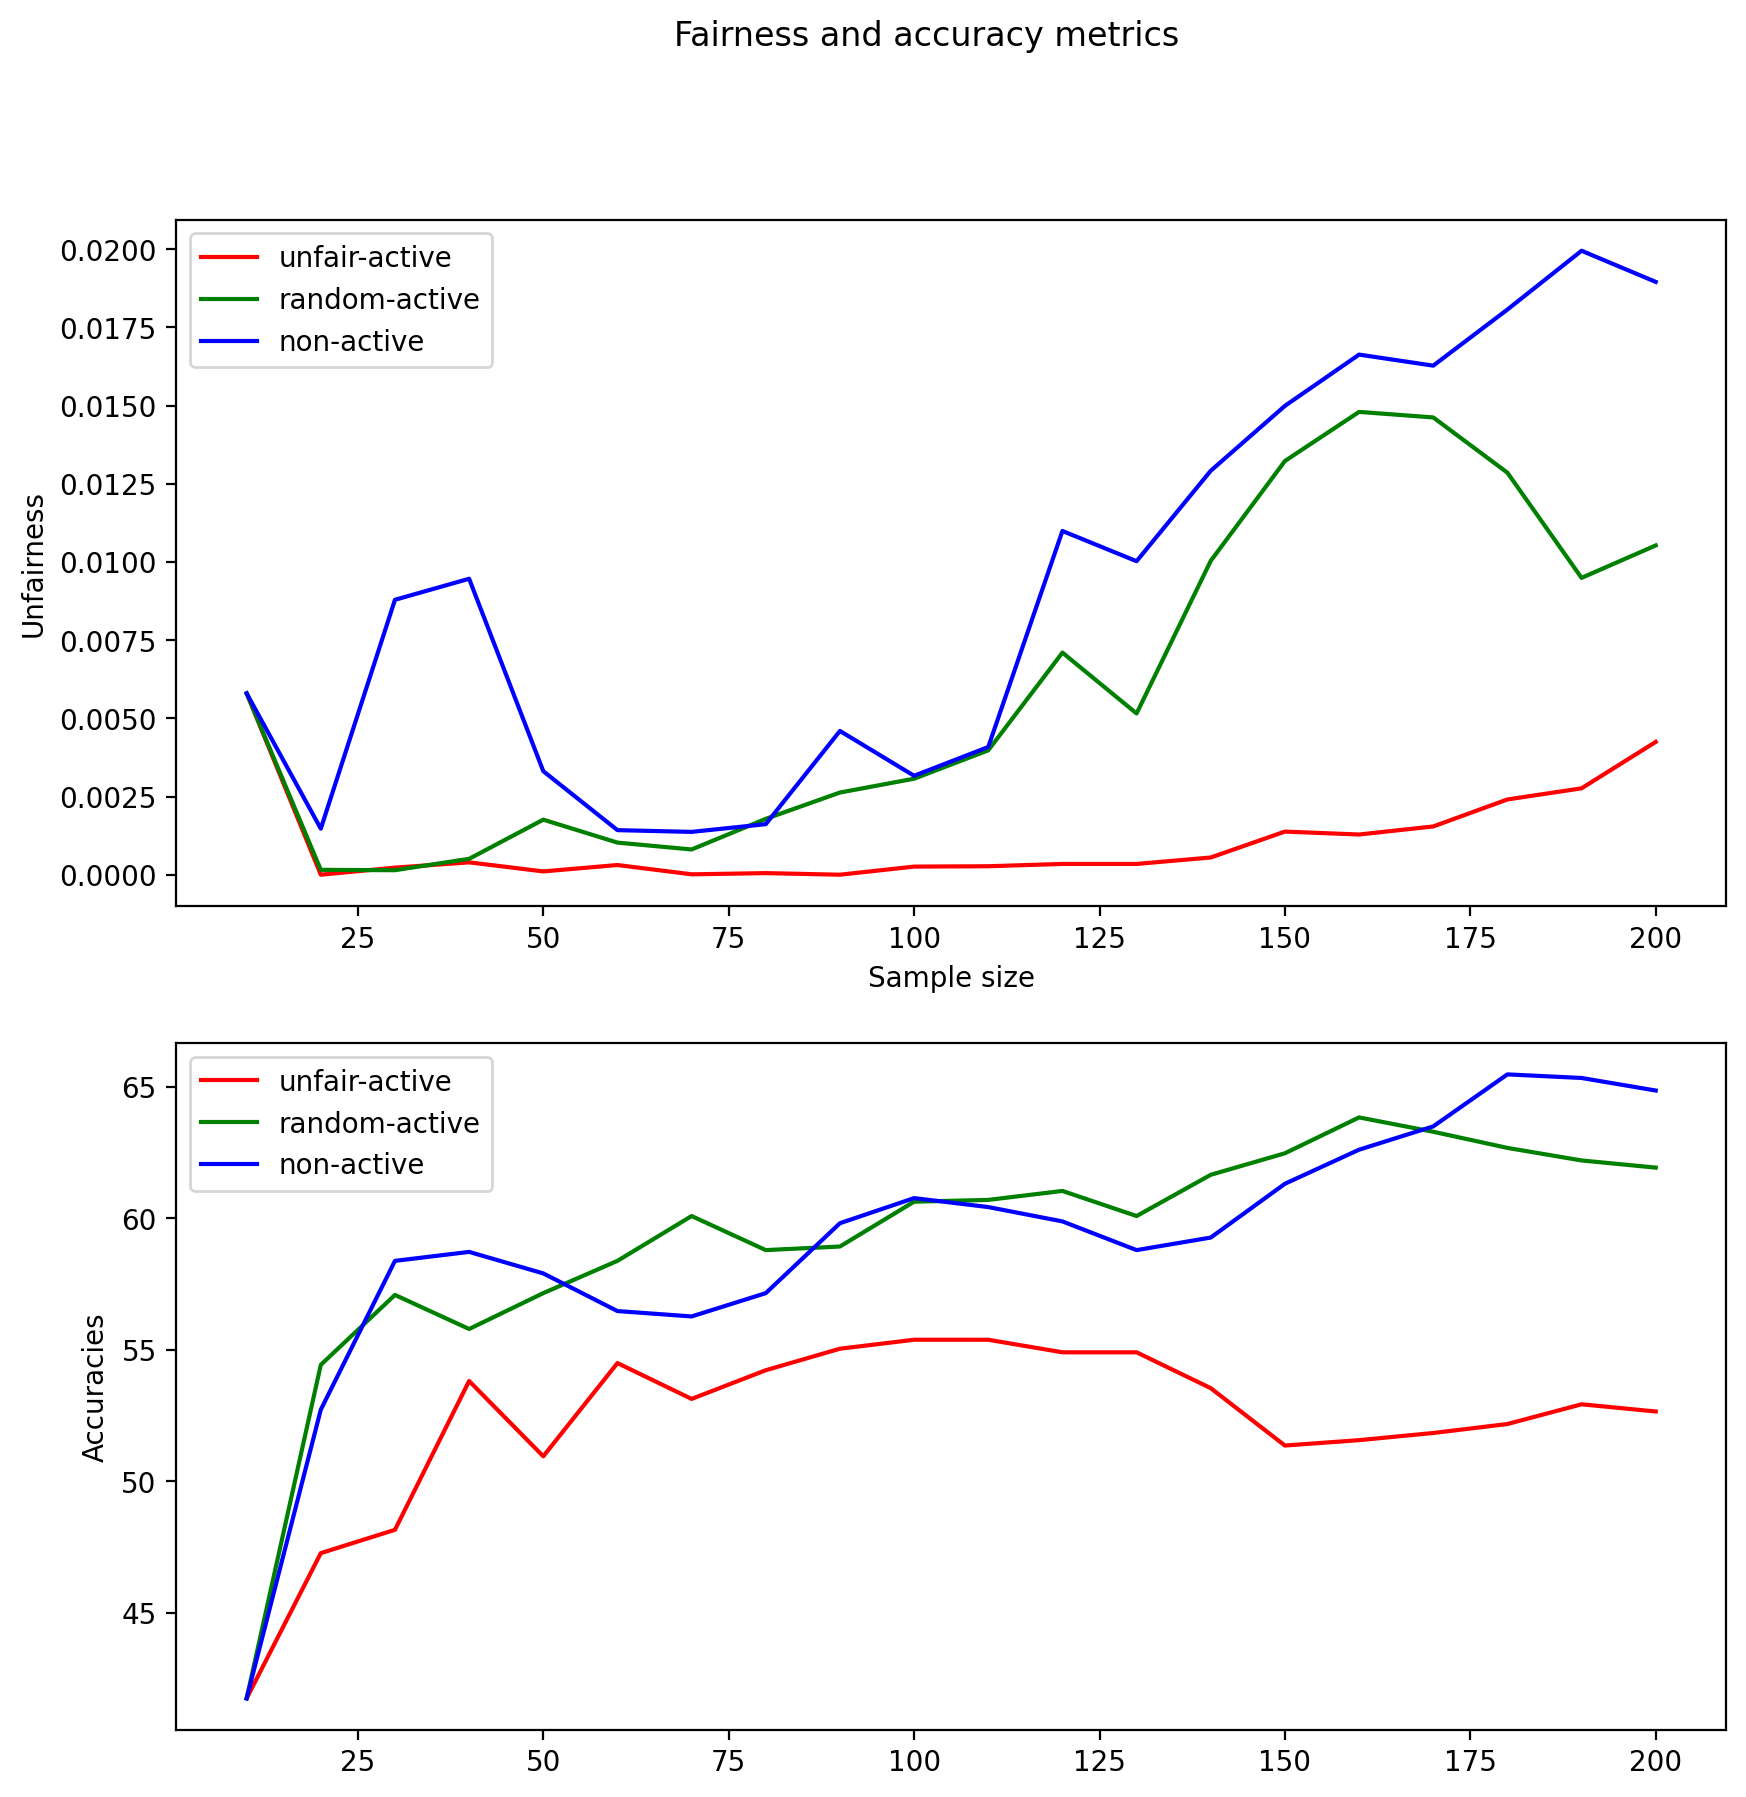 Fairness and accuracy metrics
unfair-active
random-active
non-active
0.0200
0.0175
0.0150
0.0125
0.0100
0.0075
0.0050
0.0025
0.0000
Unfairness
25 50 75 100 125 150 175 200
Sample size
unfair-active
random-active
non-active
65
60
55
50
45
Accuracies
25 50 75 100 125 150 175 200